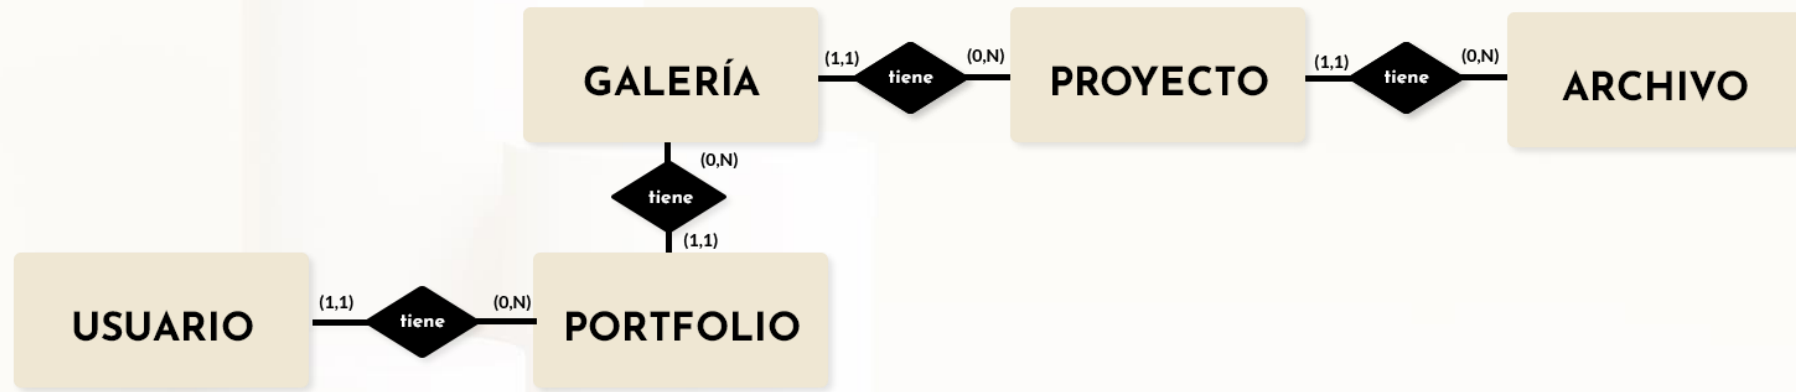 GALERÍA
(1,1)
tiene
(0,N)
PROYECTO
(1,1)
tiene
(0,N)
ARCHIVO
(0,N)
tiene
(1,1)
USUARIO
(1,1)
tiene
(0,N)
PORTFOLIO